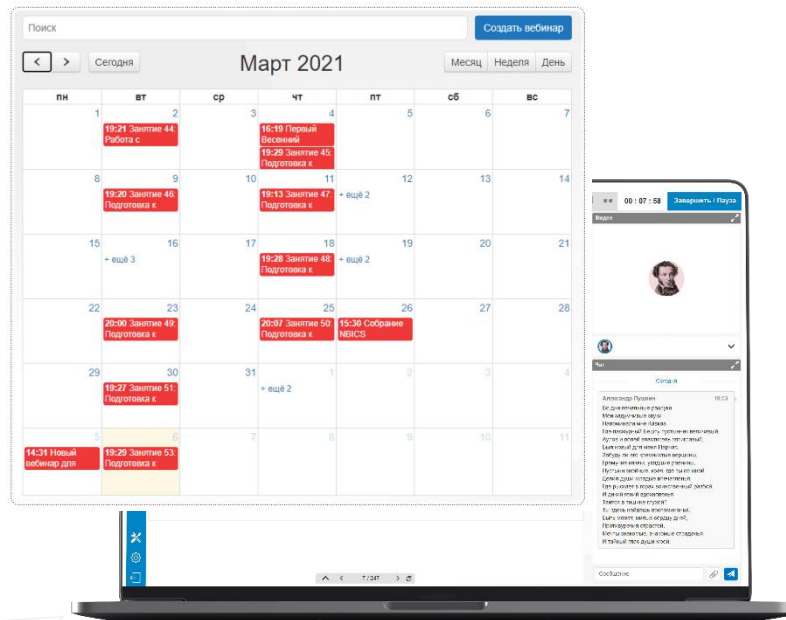 Поиск
Создать вебинар
< >
Сегодня
Март 2021
Месяц Неделя День
пн вт ср чт пт сб вс
1 2 3 4 5 6 7
19:21 Занятие 44:
Работа с
16:19 Первый
Весенний
19:29 Занятие 45:
Подготовка к
8 9 10 11 12 13 14
19:20 Занятие 46:
Подготовка к
19:13 Занятие 47:
Подготовка к
+ ещё 2
15 16 17 18 19 20 21
+ ещё 3
19:28 Занятие 48:
Подготовка к
+ ещё 2
22 23 24 25 26 27 28
20:00 Занятие 49:
Подготовка к
20:07 Занятие 50:
Подготовка к
15:30 Собрание
NBICS
29 30 31 1 2 3 4
19:27 Занятие 51:
Подготовка к
+ ещё 2
5 6 7 8 9 10 11
14:31 Новый
вебинар для
19:29 Занятие 53:
Подготовка к
00 : 07 : 58
Завершить / Пауза
Видео
Чат
Сегодня
Александр Пушкин
Сообщение
7 / 247